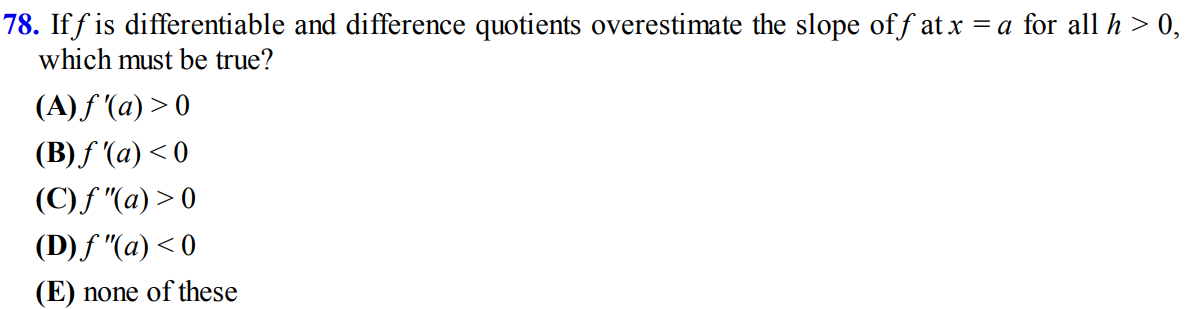 78. If f is differentiable and difference quotients overestimate the slope of f at x = a for all h > 0,
which must be true?
(A) f ′(a) > 0
(B) f ′(a) < 0
(C) f ″(a) > 0
(D) f ″(a) < 0
(E) none of these